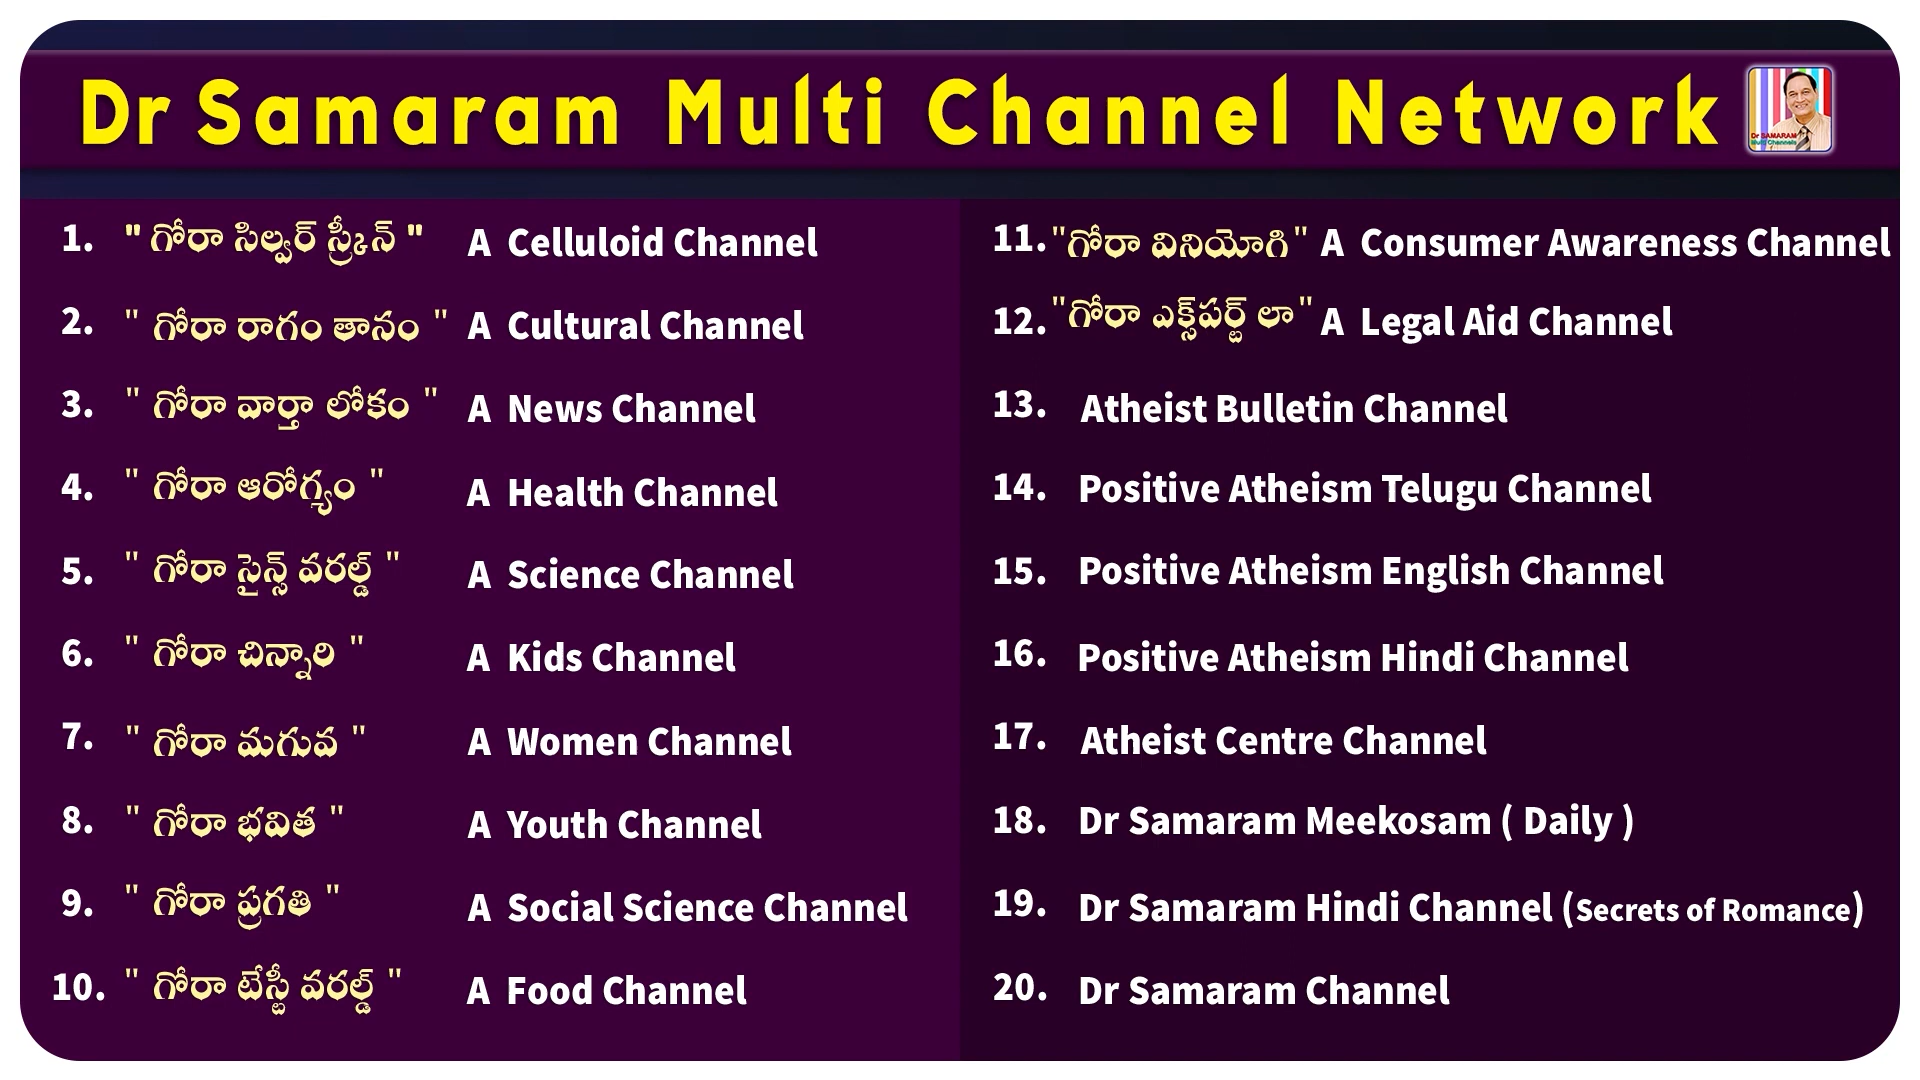 Dr Samaram Multi Channel Network
Dr SAMARAM
Multi Channels
1. " గోరా సిల్వర్ స్క్రీన్ " A Celluloid Channel
2. " గోరా రాగం తానం " A Cultural Channel
3. " గోరా వార్తా లోకం " A News Channel
4. " గోరా ఆరోగ్యం " A Health Channel
5. " గోరా సైన్స్ వరల్డ్ " A Science Channel
6. " గోరా చిన్నారి " A Kids Channel
7. " గోరా మగువ " A Women Channel
8. " గోరా భవిత " A Youth Channel
9. " గోరా ప్రగతి " A Social Science Channel
10. " గోరా టేస్టీ వరల్డ్ " A Food Channel
11. "గోరా వినియోగి" A Consumer Awareness Channel
12. "గోరా ఎక్స్‌పర్ట్ లా" A Legal Aid Channel
13. Atheist Bulletin Channel
14. Positive Atheism Telugu Channel
15. Positive Atheism English Channel
16. Positive Atheism Hindi Channel
17. Atheist Centre Channel
18. Dr Samaram Meekosam ( Daily )
19. Dr Samaram Hindi Channel (Secrets of Romance)
20. Dr Samaram Channel